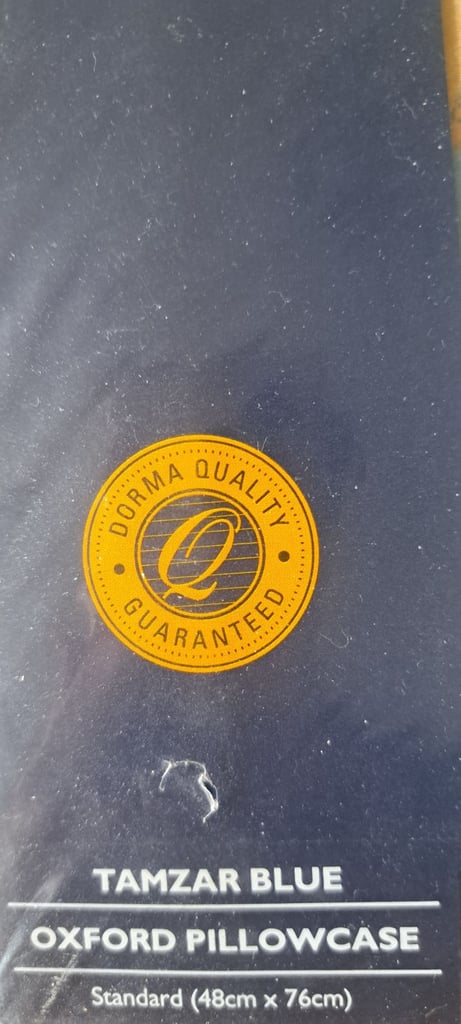 DORMA QUALITY
Q
GUARANTEED
TAMZAR BLUE
OXFORD PILLOWCASE
Standard (48cm x 76cm)